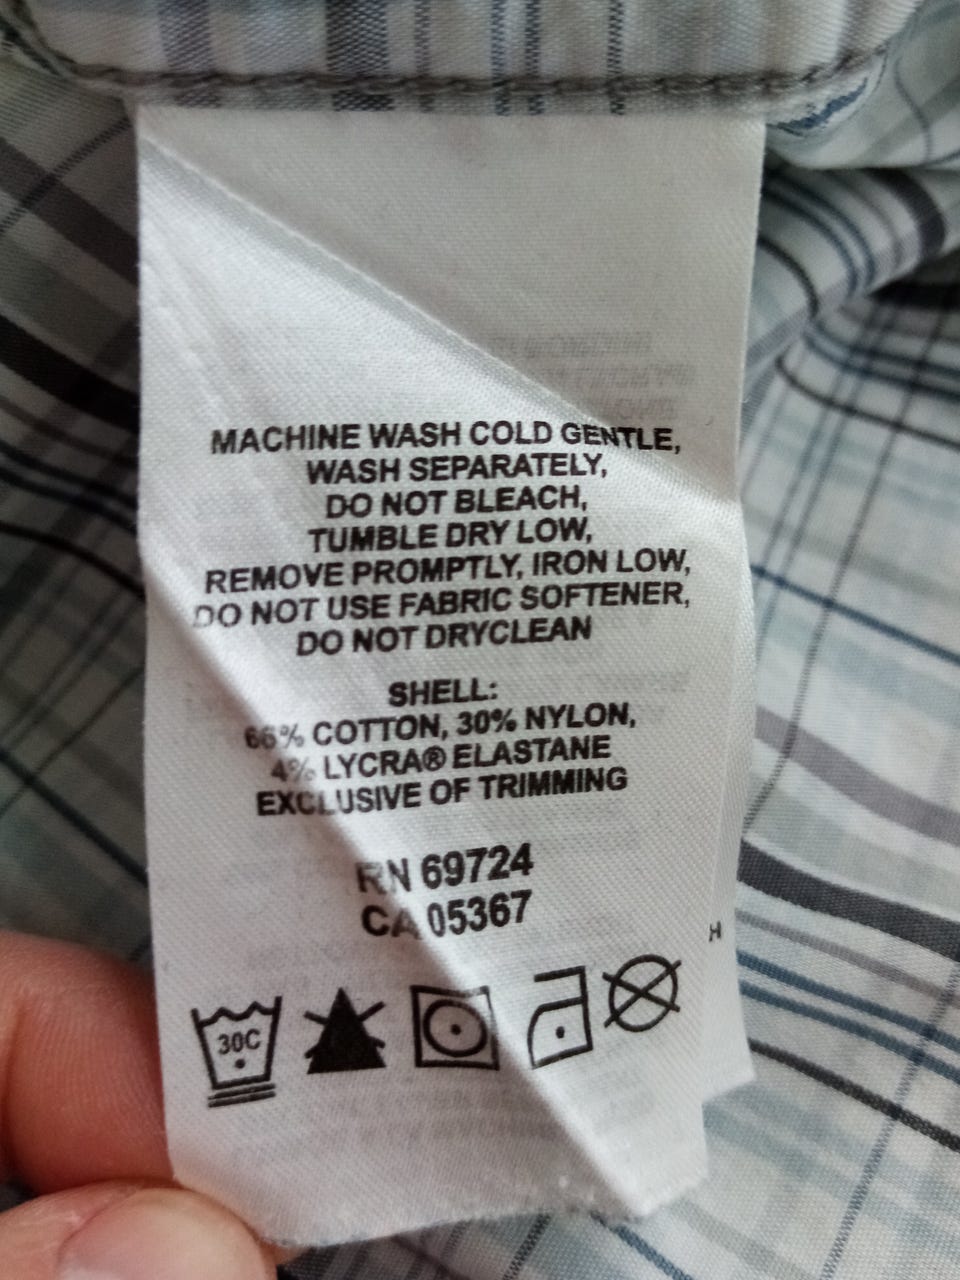 MACHINE WASH COLD GENTLE,
WASH SEPARATELY,
DO NOT BLEACH,
TUMBLE DRY LOW,
REMOVE PROMPTLY, IRON LOW,
DO NOT USE FABRIC SOFTENER,
DO NOT DRYCLEAN
SHELL:
66% COTTON, 30% NYLON,
4% LYCRA® ELASTANE
EXCLUSIVE OF TRIMMING
RN 69724
CA 05367
H
30C